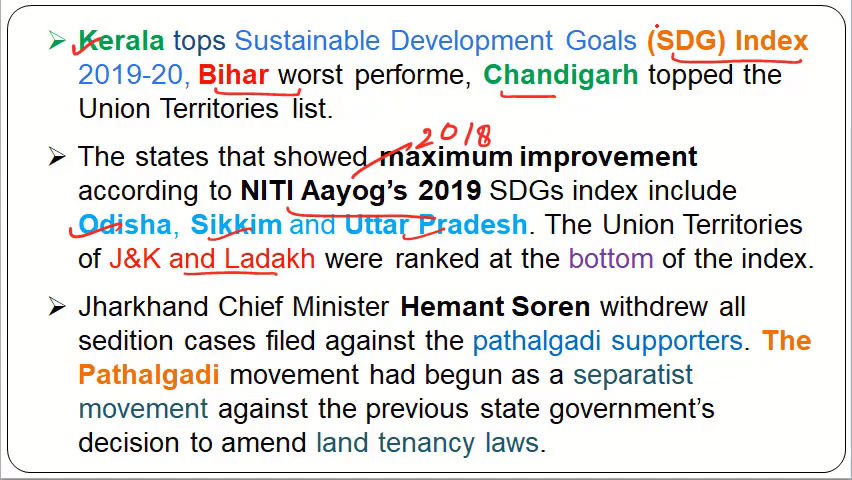 ➢ Kerala tops Sustainable Development Goals (SDG) Index
2019-20, Bihar worst performe, Chandigarh topped the
Union Territories list.
2018
➢ The states that showed maximum improvement
according to NITI Aayog’s 2019 SDGs index include
Odisha, Sikkim and Uttar Pradesh. The Union Territories
of J&K and Ladakh were ranked at the bottom of the index.
➢ Jharkhand Chief Minister Hemant Soren withdrew all
sedition cases filed against the pathalgadi supporters. The
Pathalgadi movement had begun as a separatist
movement against the previous state government’s
decision to amend land tenancy laws.